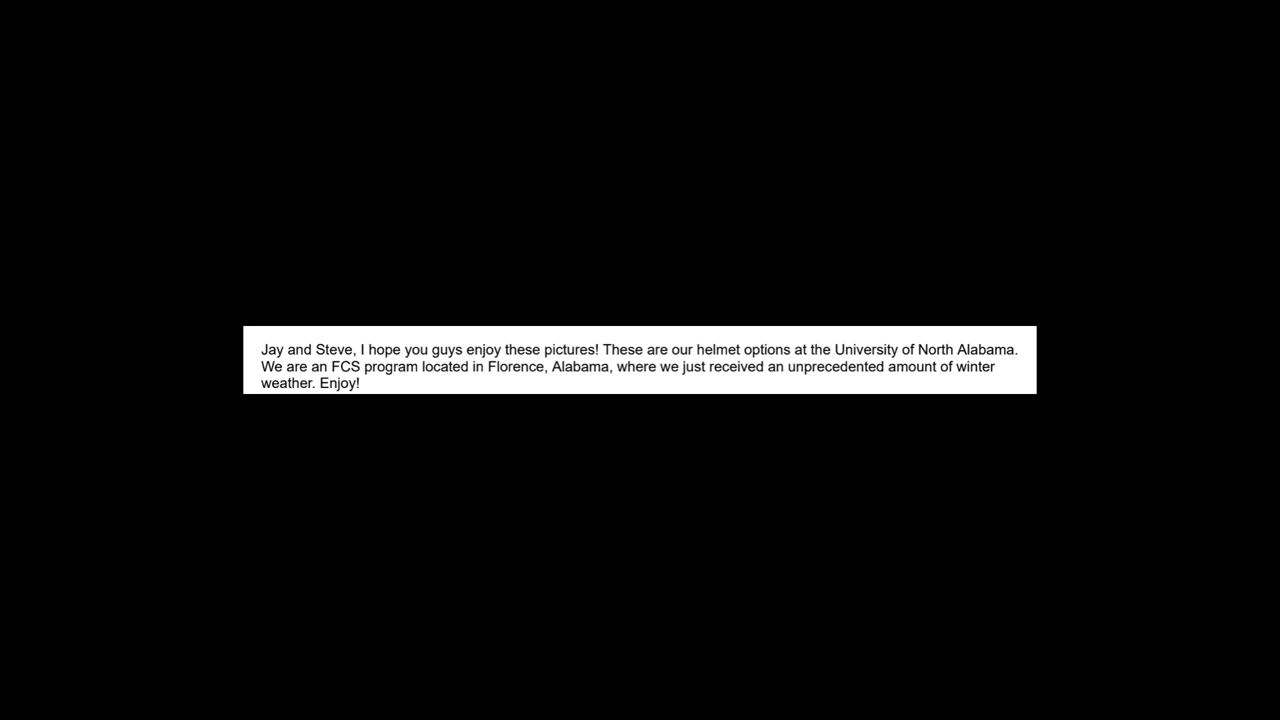 Jay and Steve, I hope you guys enjoy these pictures! These are our helmet options at the University of North Alabama.
We are an FCS program located in Florence, Alabama, where we just received an unprecedented amount of winter
weather. Enjoy!